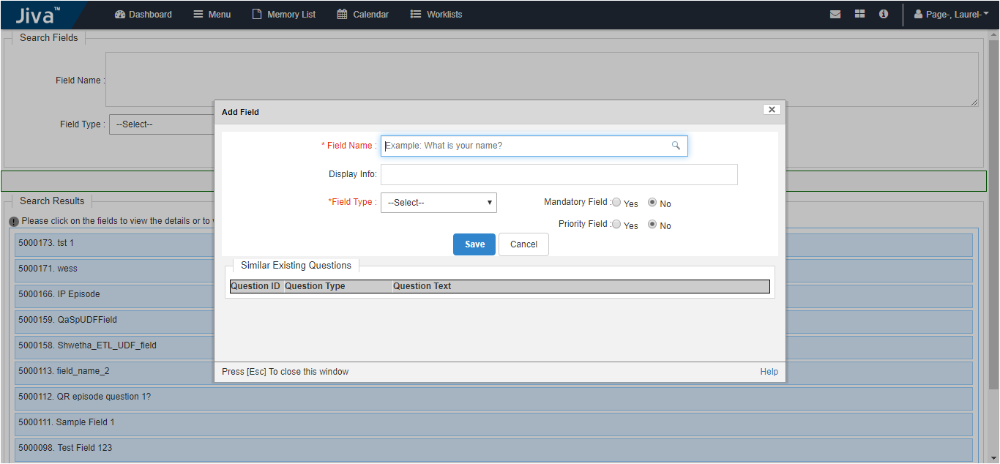 Jiva™ Dashboard Menu Memory List Calendar Worklists Page-, Laurel-
Search Fields
Field Name :
Field Type : --Select--
Add Field
* Field Name : Example: What is your name?
Display Info:
*Field Type : --Select-- Mandatory Field : Yes No
Priority Field : Yes No
Save Cancel
Similar Existing Questions
Question ID Question Type Question Text
Press [Esc] To close this window Help
Search Results
Please click on the fields to view the details or to
5000173. tst 1
5000171. wess
5000166. IP Episode
5000159. QaSpUDFField
5000158. Shwetha_ETL_UDF_field
5000113. field_name_2
5000112. QR episode question 1?
5000111. Sample Field 1
5000098. Test Field 123